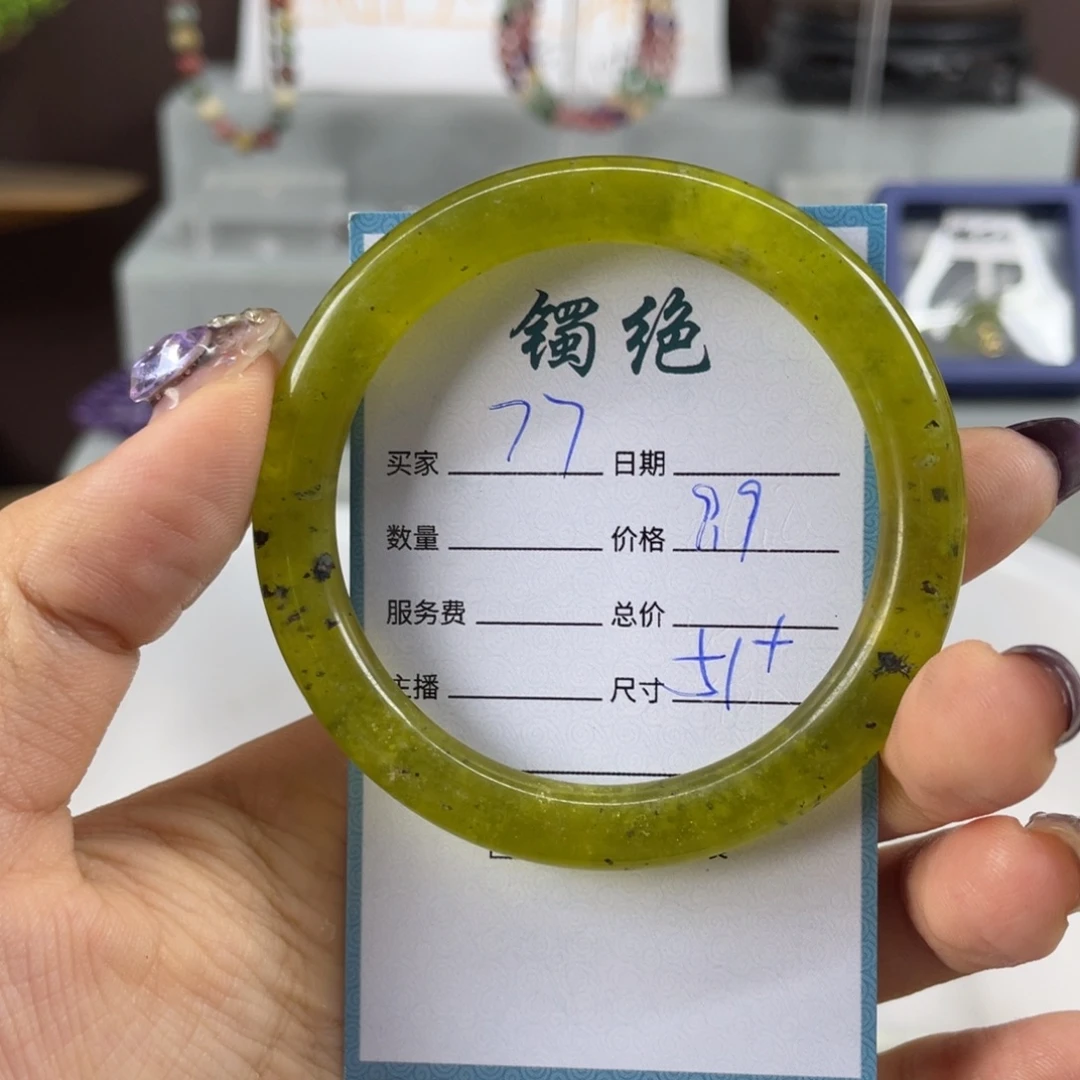 镯绝
买家 77 日期
数量 价格 89
服务费 总价
主播 尺寸 51+